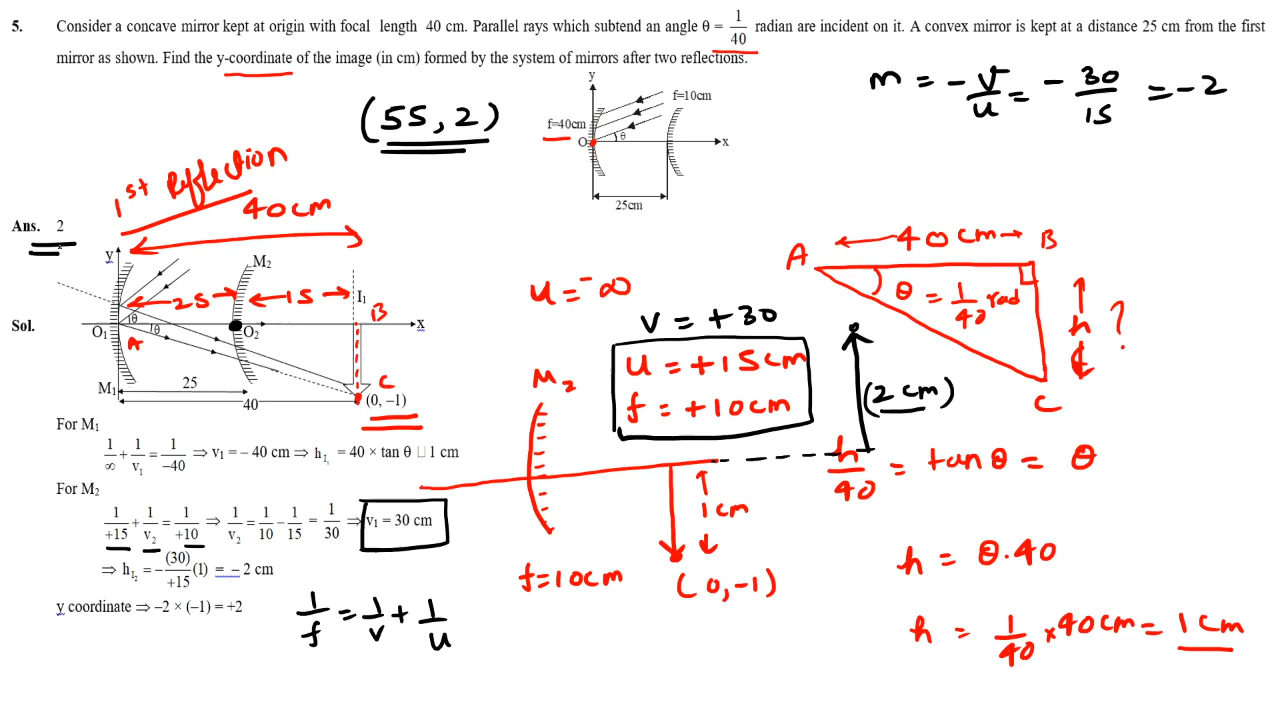 5. Consider a concave mirror kept at origin with focal length 40 cm. Parallel rays which subtend an angle θ = 1/40 radian are incident on it. A convex mirror is kept at a distance 25 cm from the first
mirror as shown. Find the y-coordinate of the image (in cm) formed by the system of mirrors after two reflections.
m = -v/u = -30/15 = -2
(55, 2)
y
f=10cm
f=40cm
O
θ
x
25cm
1st Reflection
40cm
Ans. 2
y
M2
25
15
I1
B
θ
θ
x
Sol.
O1
O2
A
C
M1
25
40
(0, –1)
u = -∞
v = +30
u = +15cm
f = +10cm
M2
(2 cm)
1cm
f=10cm
(0,-1)
A
40cm
B
θ = 1/40 rad
h
?
C
h/40 = tanθ = θ
h = θ.40
h = 1/40 × 40cm = 1cm
For M1
1/∞ + 1/v1 = 1/-40 ⇒ v1 = – 40 cm ⇒ hI1 = 40 × tan θ □ 1 cm
For M2
1/+15 + 1/v2 = 1/+10 ⇒ 1/v2 = 1/10 - 1/15 = 1/30 ⇒ v1 = 30 cm
⇒ hI2 = -(30)/+15 (1) = – 2 cm
y coordinate ⇒ –2 × (–1) = +2
1/f = 1/v + 1/u